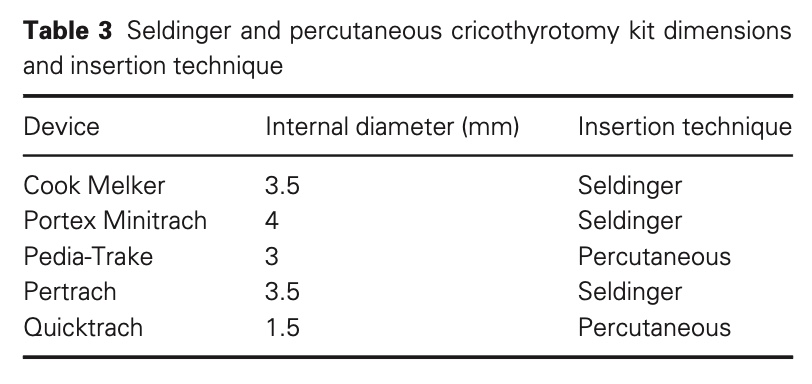 Table 3 Seldinger and percutaneous cricothyrotomy kit dimensions
and insertion technique
Device Internal diameter (mm) Insertion technique
Cook Melker 3.5 Seldinger
Portex Minitrach 4 Seldinger
Pedia-Trake 3 Percutaneous
Pertrach 3.5 Seldinger
Quicktrach 1.5 Percutaneous